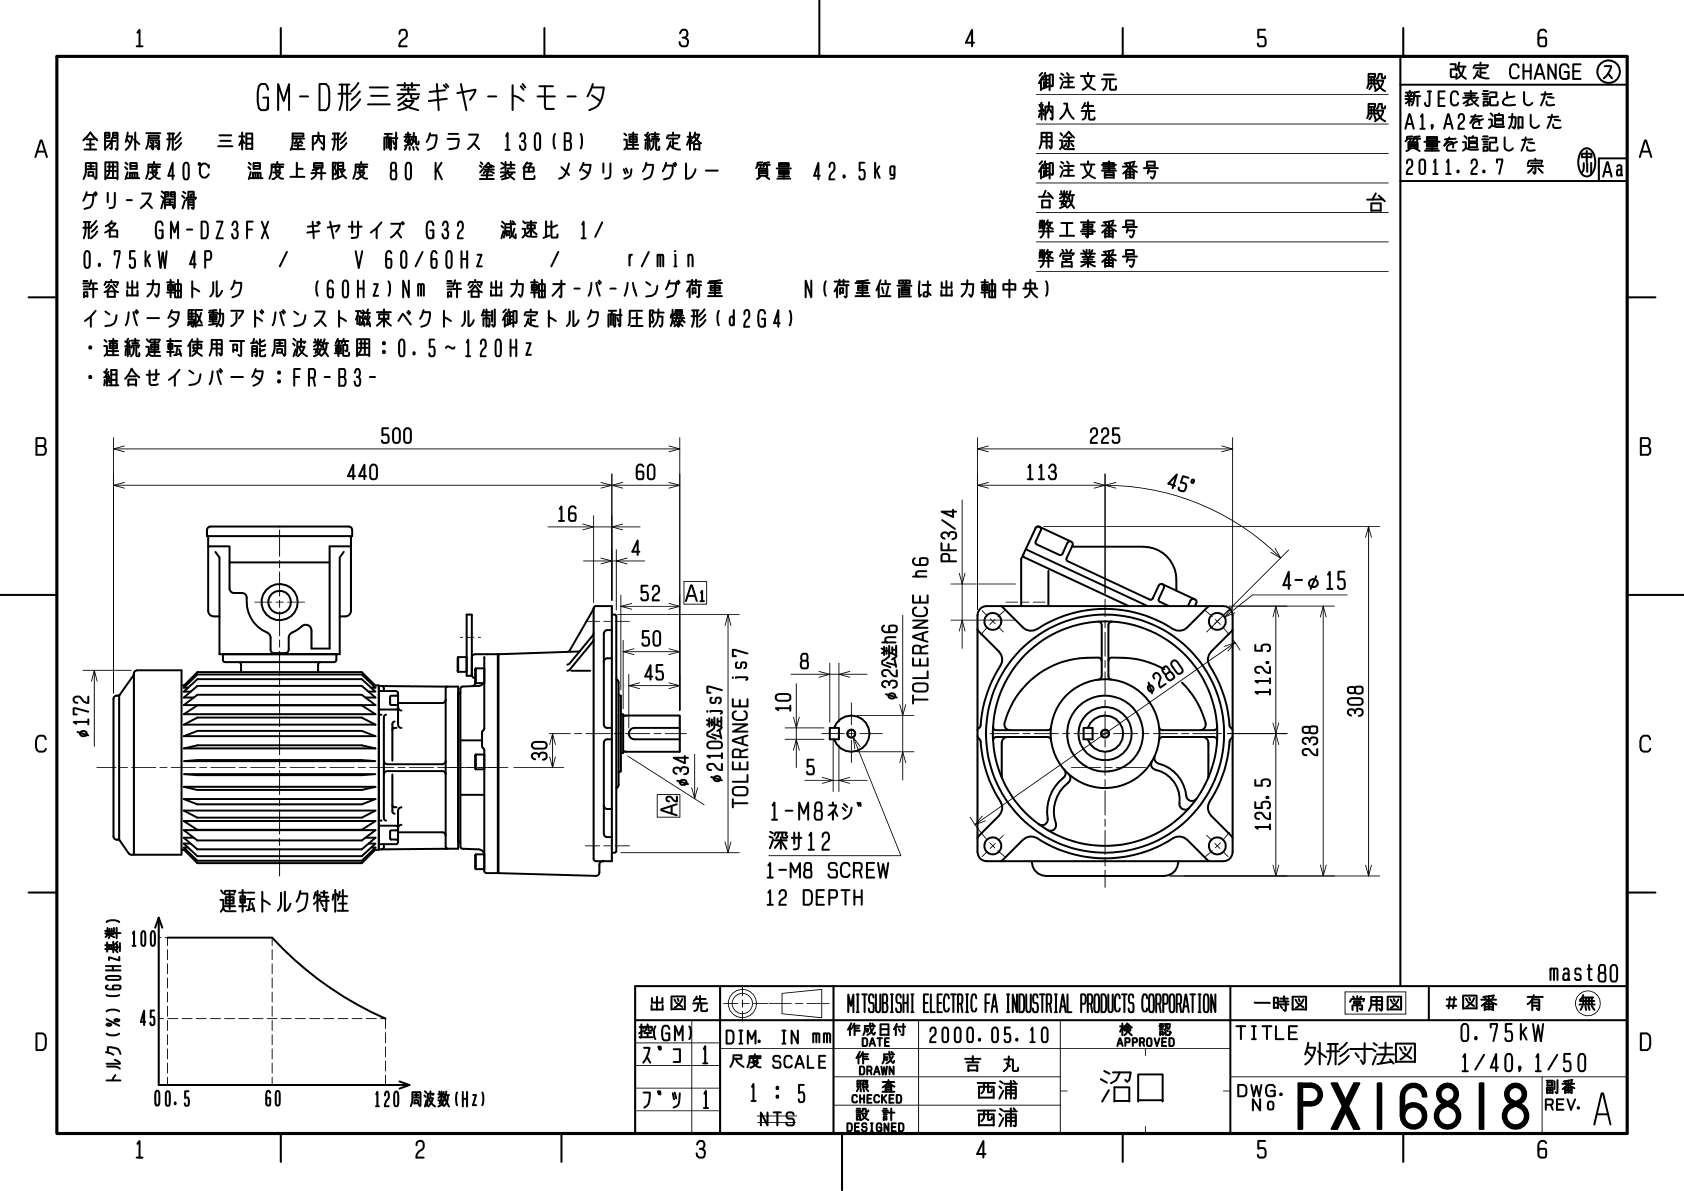 1 2 3 4 5 6
GM-D形三菱ギヤードモータ
全閉外扇形 三相 屋内形 耐熱クラス 130(B) 連続定格
周囲温度40℃ 温度上昇限度 80 K 塗装色 メタリックグレー 質量 42.5kg
グリース潤滑
形名 GM-DZ3FX ギヤサイズ G32 減速比 1/
0.75kW 4P / V 60/60Hz / r/min
許容出力軸トルク (60Hz)Nm 許容出力軸オーバーハング荷重 N(荷重位置は出力軸中央)
インバータ駆動アドバンスト磁束ベクトル制御定トルク耐圧防爆形(d2G4)
・連続運転使用可能周波数範囲:0.5~120Hz
・組合せインバータ:FR-B3-
御注文元 殿
納入先 殿
用途
御注文書番号
台数 台
弊工事番号
弊営業番号
改定 CHANGE ス
新JEC表記とした
A1,A2を追加した
質量を追記した
2011.2.7 宗
Aa
A A
B B
C C
D D
500
440 60
16
4
52 A1
50
45
30
φ172
φ34
A2
φ210公差js7
TOLERANCE js7
8
10
5
φ32公差h6
TOLERANCE h6
1-M8ネジ
深サ12
1-M8 SCREW
12 DEPTH
225
113 45°
PF3/4
4-φ15
φ280
112.5
125.5
238
308
運転トルク特性
トルク(%)(60Hz基準)
100
45
0 0.5 60 120 周波数(Hz)
mast80
出図先
控(GM)
スﾞコ 1
フﾞツ 1
DIM. IN mm
尺度 SCALE
1 : 5
NTS
MITSUBISHI ELECTRIC FA INDUSTRIAL PRODUCTS CORPORATION
作成日付 DATE 2000.05.10
作成 DRAWN 吉丸
照査 CHECKED 西浦
設計 DESIGNED 西浦
検認 APPROVED
沼口
一時図 常用図 #図番 有 無
TITLE 外形寸法図
0.75kW
1/40,1/50
DWG. No PX16818
副番 REV. A
1 2 3 4 5 6